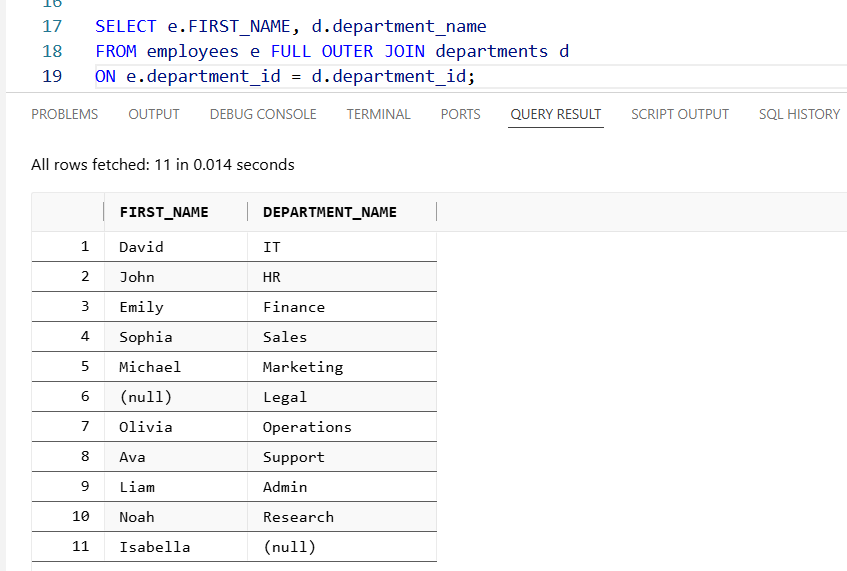 16
17 SELECT e.FIRST_NAME, d.department_name
18 FROM employees e FULL OUTER JOIN departments d
19 ON e.department_id = d.department_id;
PROBLEMS OUTPUT DEBUG CONSOLE TERMINAL PORTS QUERY RESULT SCRIPT OUTPUT SQL HISTORY
All rows fetched: 11 in 0.014 seconds
FIRST_NAME DEPARTMENT_NAME
1 David IT
2 John HR
3 Emily Finance
4 Sophia Sales
5 Michael Marketing
6 (null) Legal
7 Olivia Operations
8 Ava Support
9 Liam Admin
10 Noah Research
11 Isabella (null)